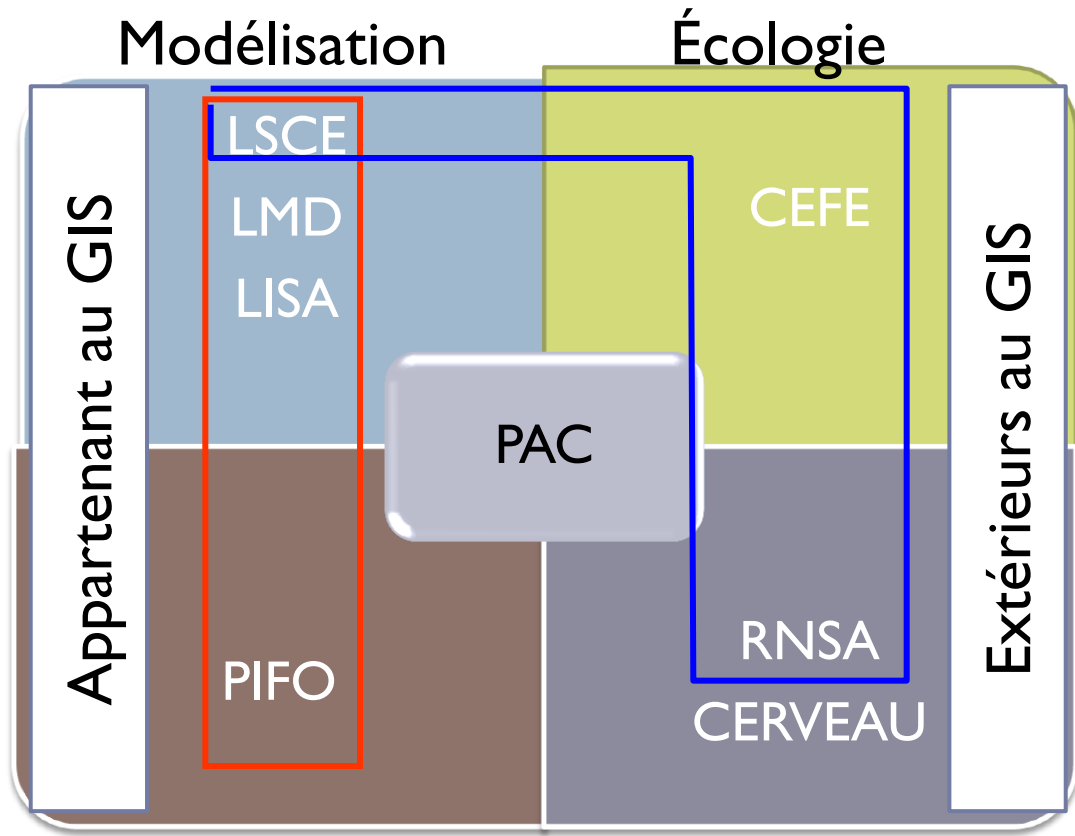 Modélisation
Écologie
Appartenant au GIS
LSCE
LMD
LISA
CEFE
Extérieurs au GIS
PAC
PIFO
RNSA
CERVEAU